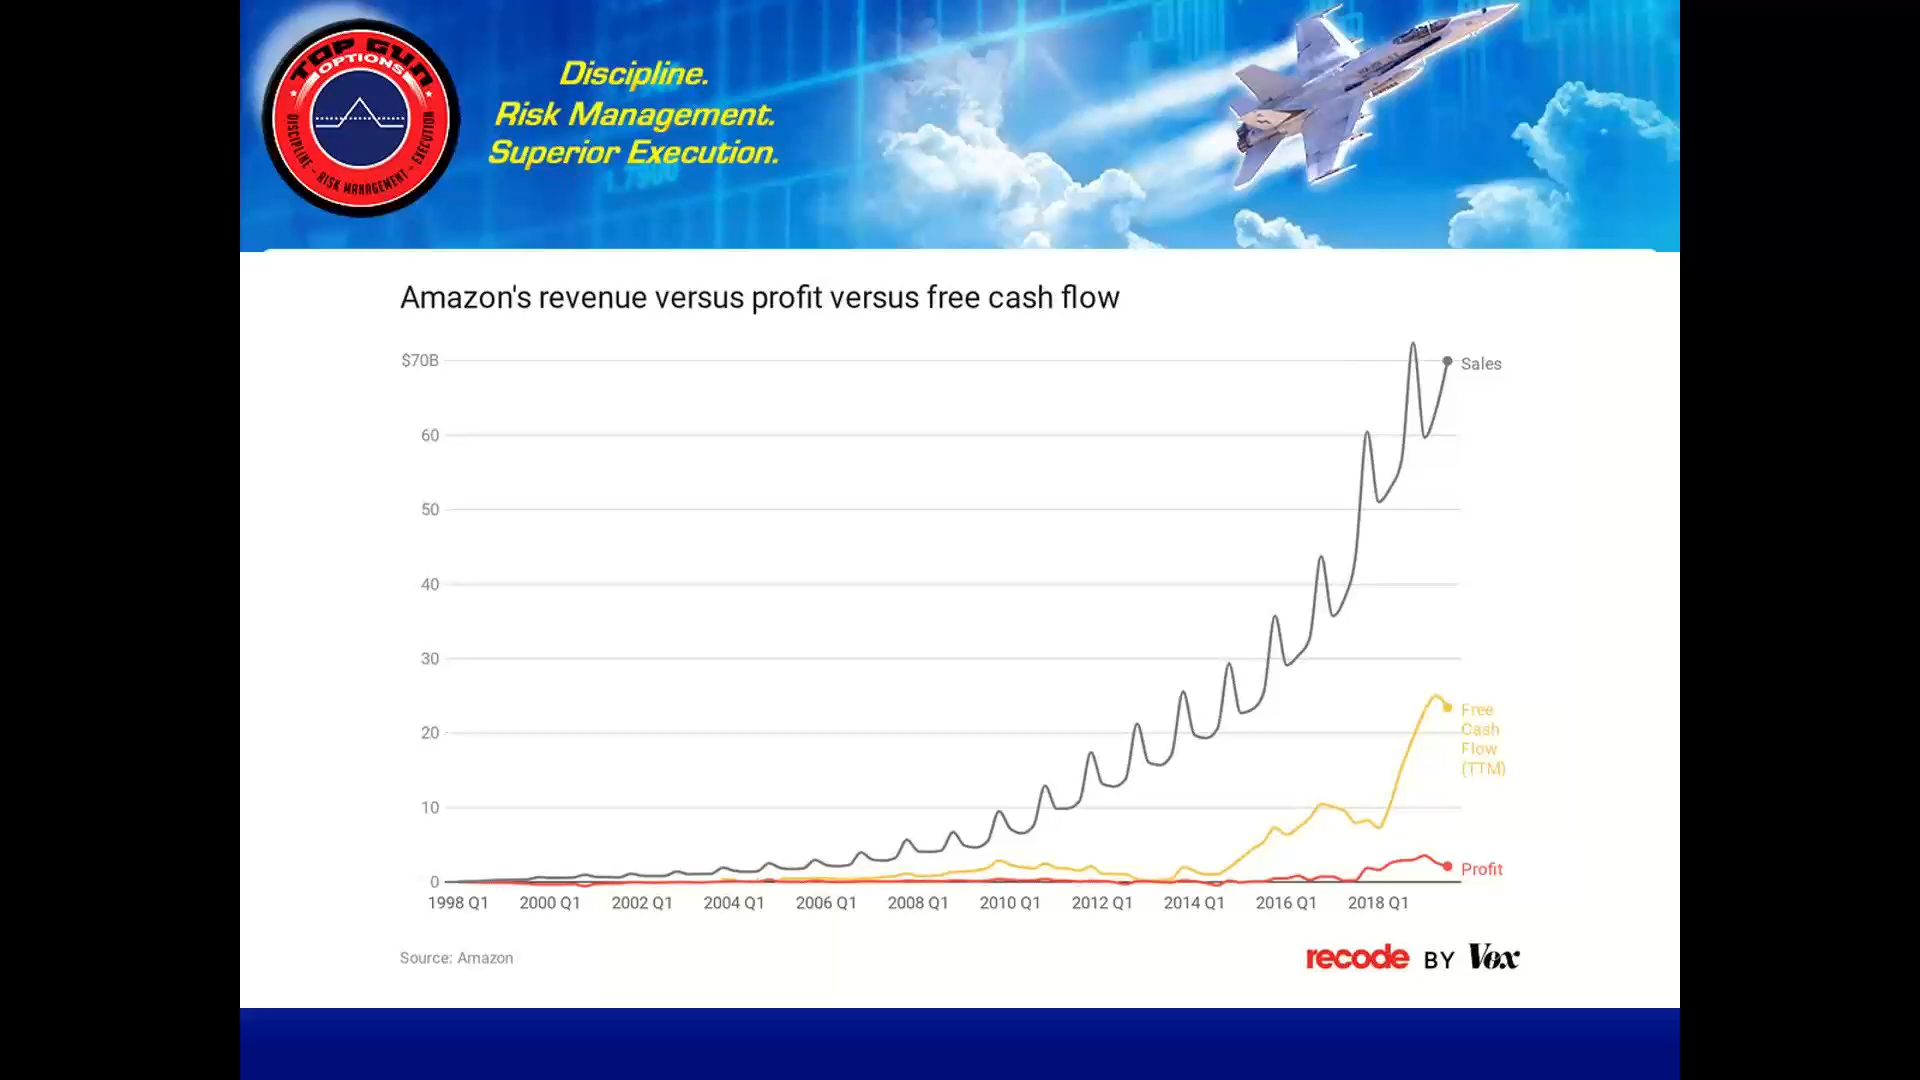 TOP GUN
OPTIONS
DISCIPLINE - RISK MANAGEMENT - EXECUTION
Discipline.
Risk Management.
Superior Execution.
Amazon's revenue versus profit versus free cash flow
$70B
60
50
40
30
20
10
0
Sales
Free
Cash
Flow
(TTM)
Profit
1998 Q1 2000 Q1 2002 Q1 2004 Q1 2006 Q1 2008 Q1 2010 Q1 2012 Q1 2014 Q1 2016 Q1 2018 Q1
Source: Amazon
recode BY Vox